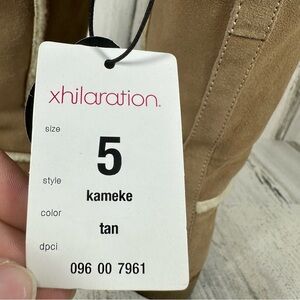 xhilaration.
size
5
style
kameke
color
tan
dpci
096 00 7961